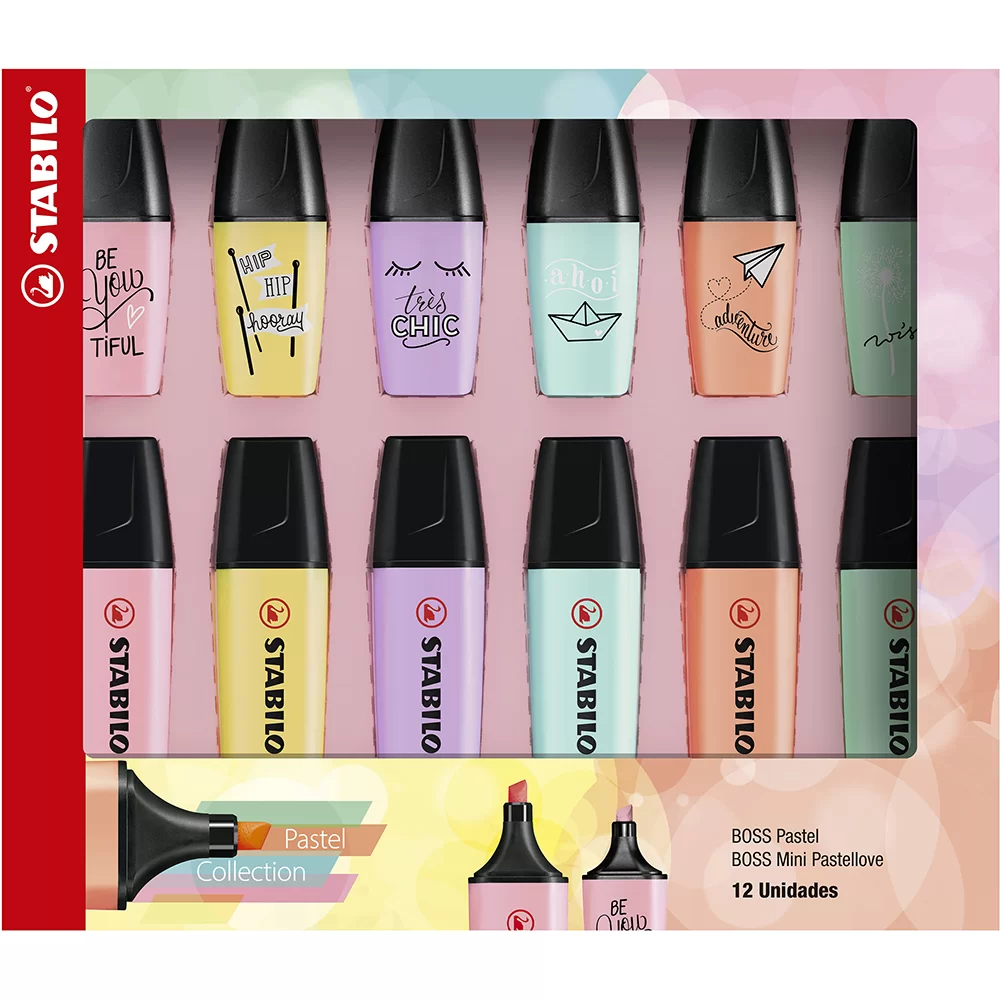 STABILO®
BE
YOU
TIFUL
HIP
HIP
hooray
très
CHIC
ahoi
adventure
STABILO
STABILO
STABILO
STABILO
STABILO
STABILO
Pastel
Collection
BE
YOU
BOSS Pastel
BOSS Mini Pastellove
12 Unidades